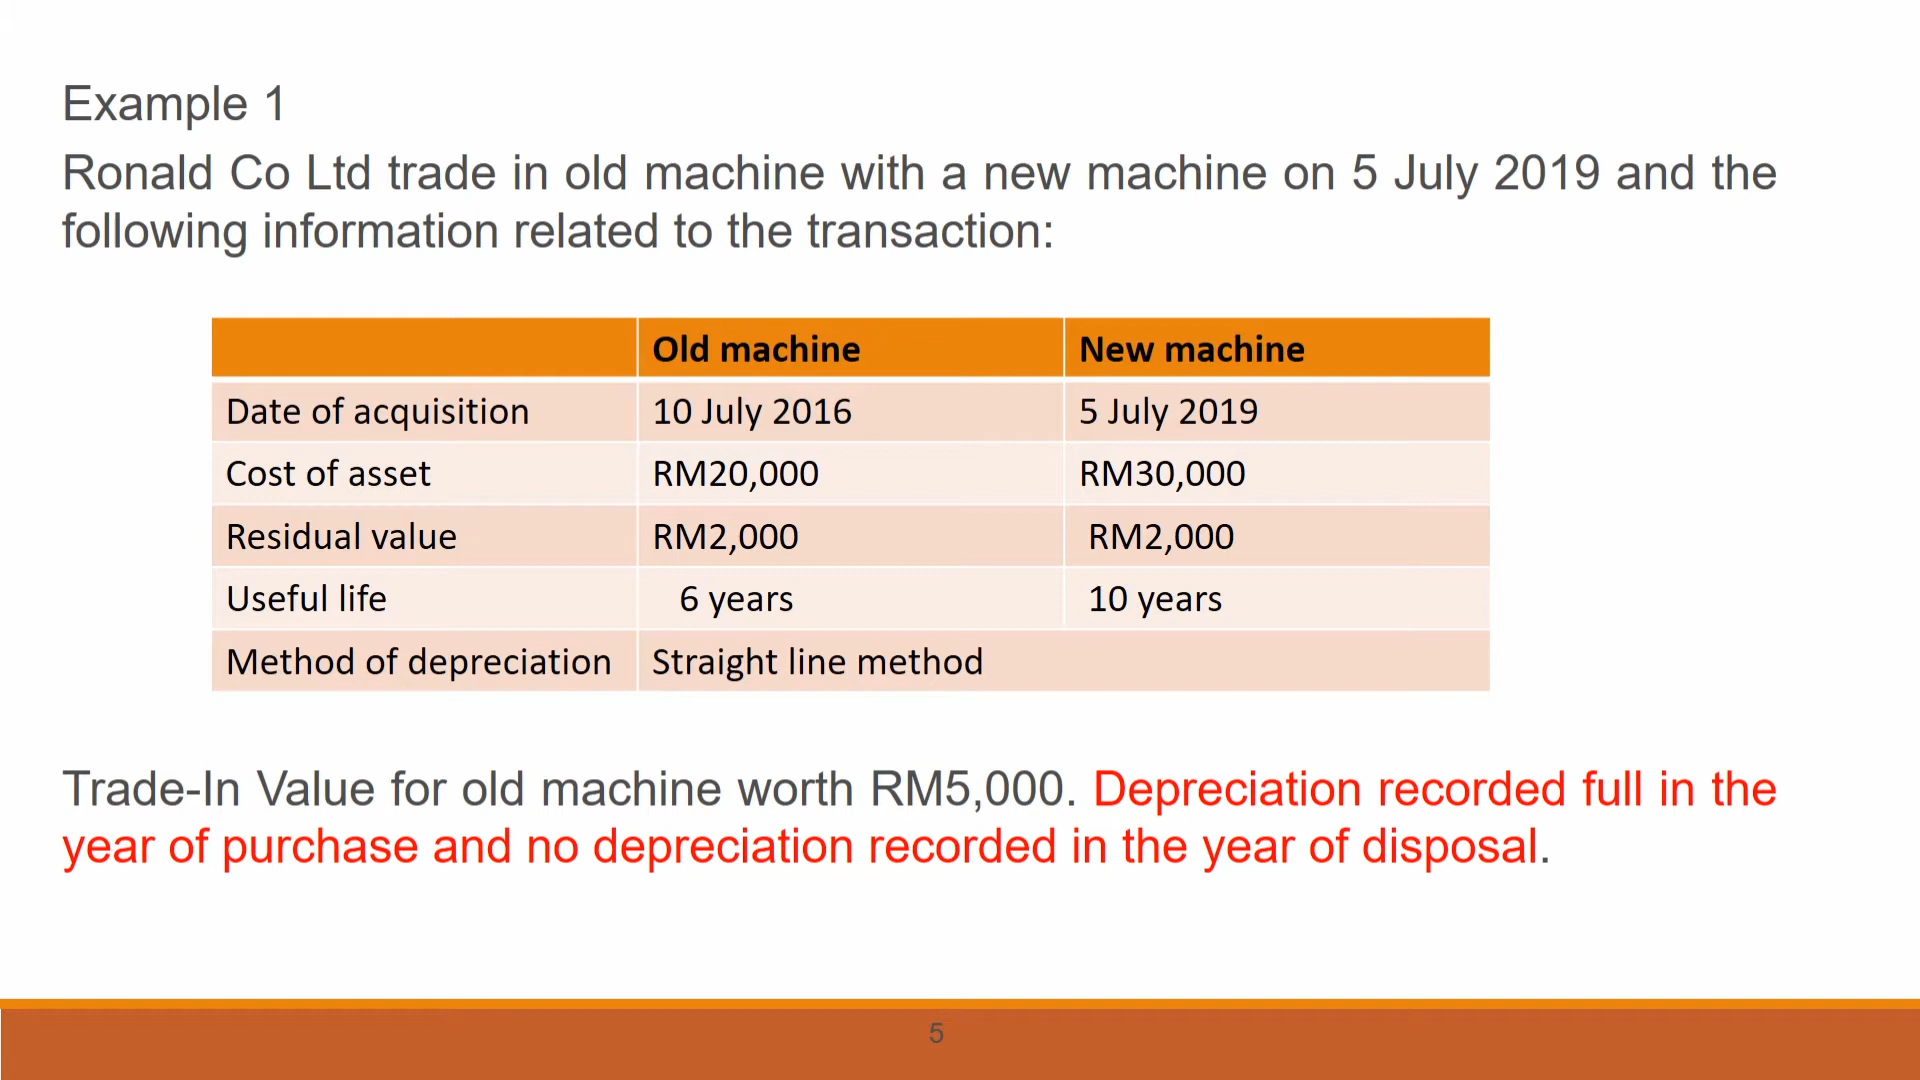 Example 1
Ronald Co Ltd trade in old machine with a new machine on 5 July 2019 and the
following information related to the transaction:
Old machine New machine
Date of acquisition 10 July 2016 5 July 2019
Cost of asset RM20,000 RM30,000
Residual value RM2,000 RM2,000
Useful life 6 years 10 years
Method of depreciation Straight line method
Trade-In Value for old machine worth RM5,000. Depreciation recorded full in the
year of purchase and no depreciation recorded in the year of disposal.
5